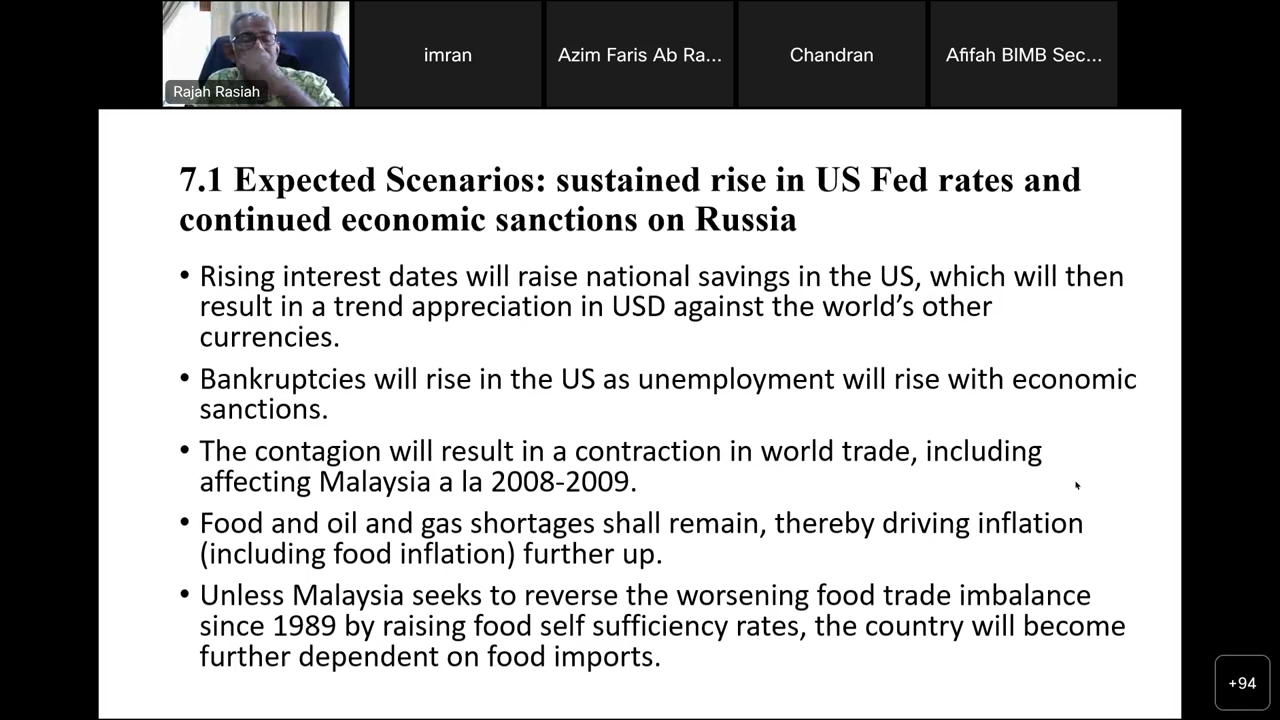 Rajah Rasiah
imran
Azim Faris Ab Ra...
Chandran
Afifah BIMB Sec...
7.1 Expected Scenarios: sustained rise in US Fed rates and
continued economic sanctions on Russia
• Rising interest dates will raise national savings in the US, which will then
result in a trend appreciation in USD against the world’s other
currencies.
• Bankruptcies will rise in the US as unemployment will rise with economic
sanctions.
• The contagion will result in a contraction in world trade, including
affecting Malaysia a la 2008-2009.
• Food and oil and gas shortages shall remain, thereby driving inflation
(including food inflation) further up.
• Unless Malaysia seeks to reverse the worsening food trade imbalance
since 1989 by raising food self sufficiency rates, the country will become
further dependent on food imports.
+94